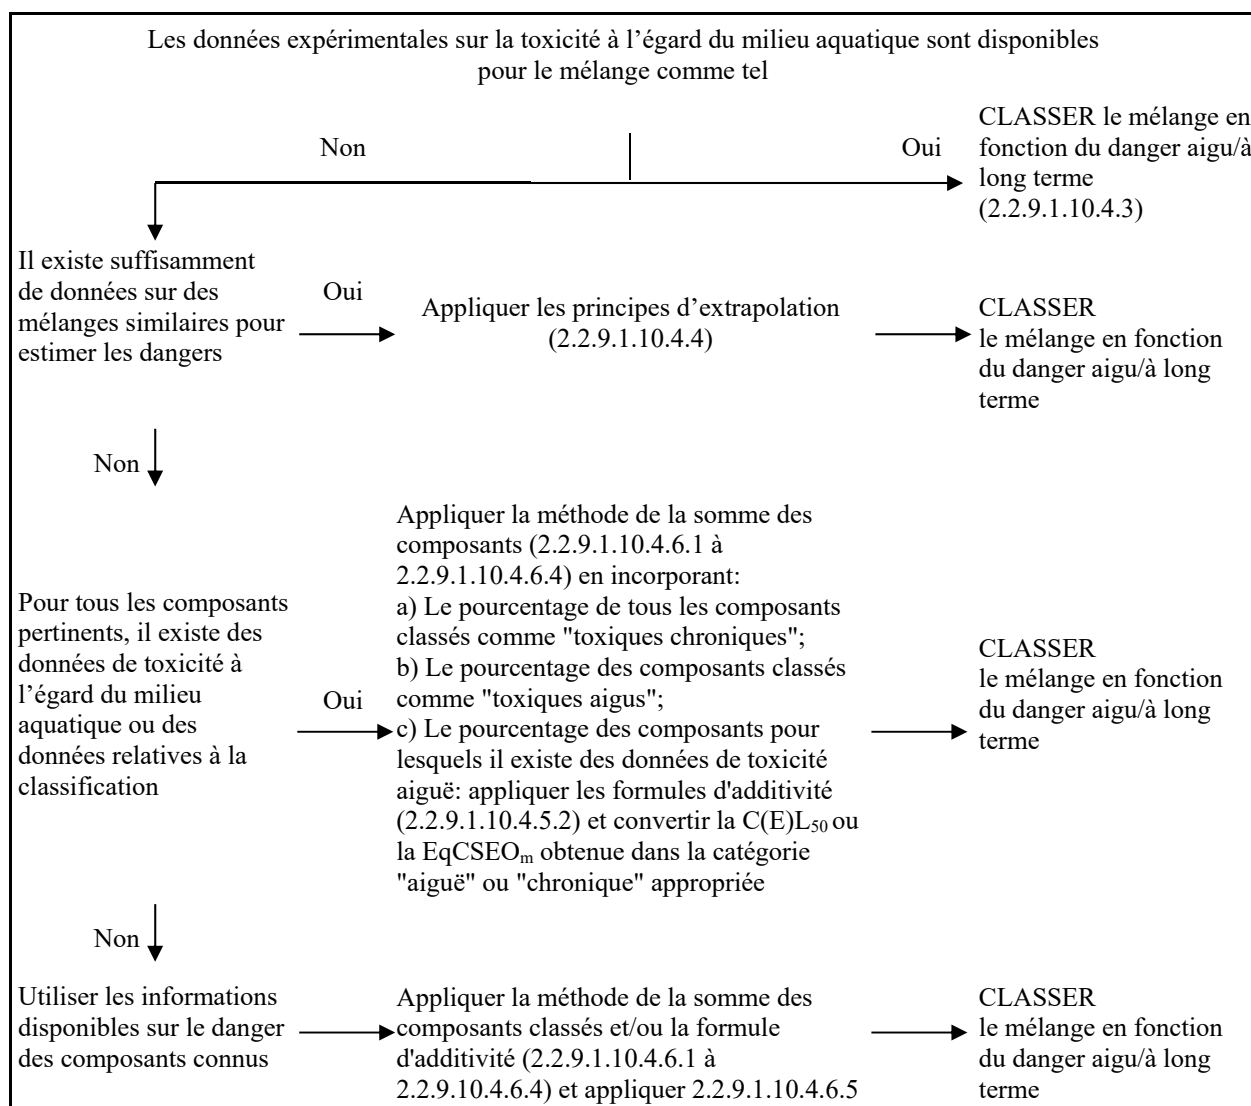 Les données expérimentales sur la toxicité à l’égard du milieu aquatique sont disponibles
pour le mélange comme tel
Non
Oui
CLASSER le mélange en
fonction du danger aigu/à
long terme
(2.2.9.1.10.4.3)
Il existe suffisamment
de données sur des
mélanges similaires pour
estimer les dangers
Oui
Appliquer les principes d’extrapolation
(2.2.9.1.10.4.4)
CLASSER
le mélange en fonction
du danger aigu/à long
terme
Non
Pour tous les composants
pertinents, il existe des
données de toxicité à
l’égard du milieu
aquatique ou des
données relatives à la
classification
Oui
Appliquer la méthode de la somme des
composants (2.2.9.1.10.4.6.1 à
2.2.9.1.10.4.6.4) en incorporant:
a) Le pourcentage de tous les composants
classés comme "toxiques chroniques";
b) Le pourcentage des composants classés
comme "toxiques aigus";
c) Le pourcentage des composants pour
lesquels il existe des données de toxicité
aiguë: appliquer les formules d'additivité
(2.2.9.1.10.4.5.2) et convertir la C(E)L50 ou
la EqCSEOm obtenue dans la catégorie
"aiguë" ou "chronique" appropriée
CLASSER
le mélange en fonction
du danger aigu/à long
terme
Non
Utiliser les informations
disponibles sur le danger
des composants connus
Appliquer la méthode de la somme des
composants classés et/ou la formule
d'additivité (2.2.9.1.10.4.6.1 à
2.2.9.10.4.6.4) et appliquer 2.2.9.1.10.4.6.5
CLASSER
le mélange en fonction
du danger aigu/à long
terme